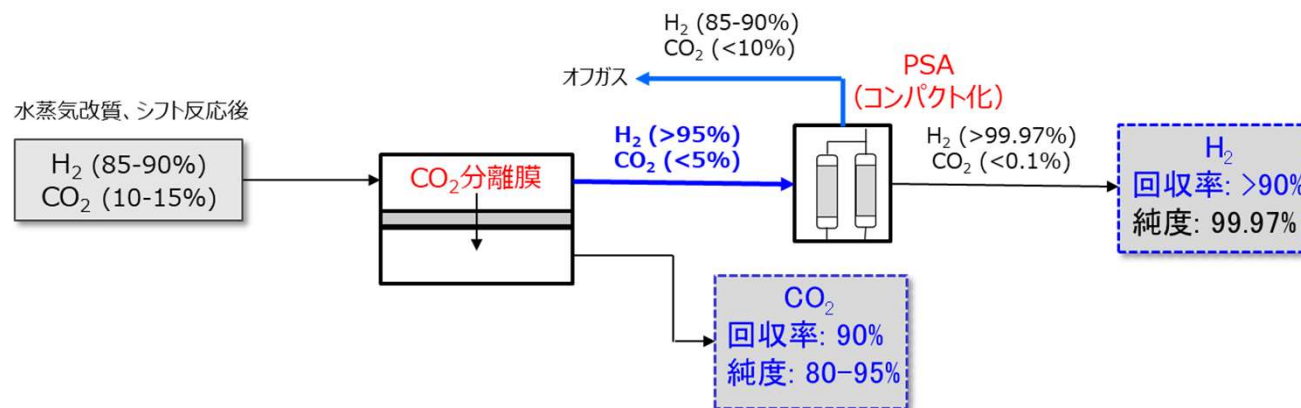 水蒸気改質、シフト反応後
H₂ (85-90%)
CO₂ (10-15%)
CO₂分離膜
H₂ (85-90%)
CO₂ (<10%)
オフガス
H₂ (>95%)
CO₂ (<5%)
PSA
(コンパクト化)
H₂ (>99.97%)
CO₂ (<0.1%)
H₂
回収率: >90%
純度: 99.97%
CO₂
回収率: 90%
純度: 80-95%